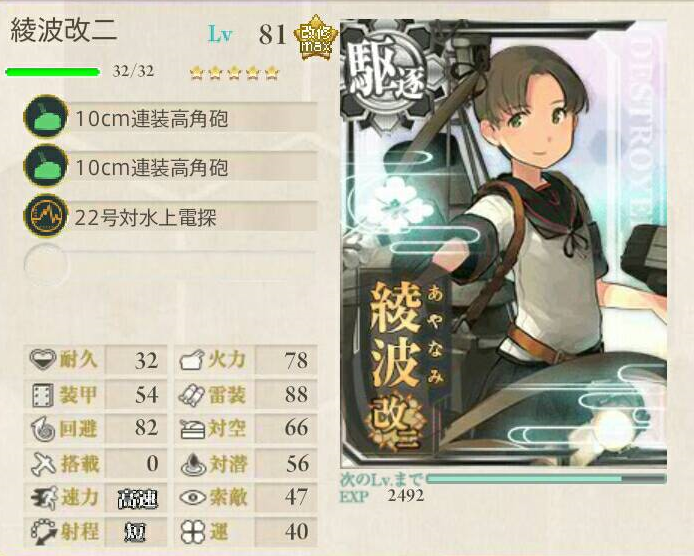 綾波改二 Lv 81
改修 max
32/32
10cm連装高角砲
10cm連装高角砲
22号対水上電探
耐久 32 火力 78
装甲 54 雷装 88
回避 82 対空 66
搭載 0 対潜 56
速力 高速 索敵 47
射程 短 運 40
駆逐
DESTROYE
綾波改二
あやなみ
次のLv.まで
EXP 2492